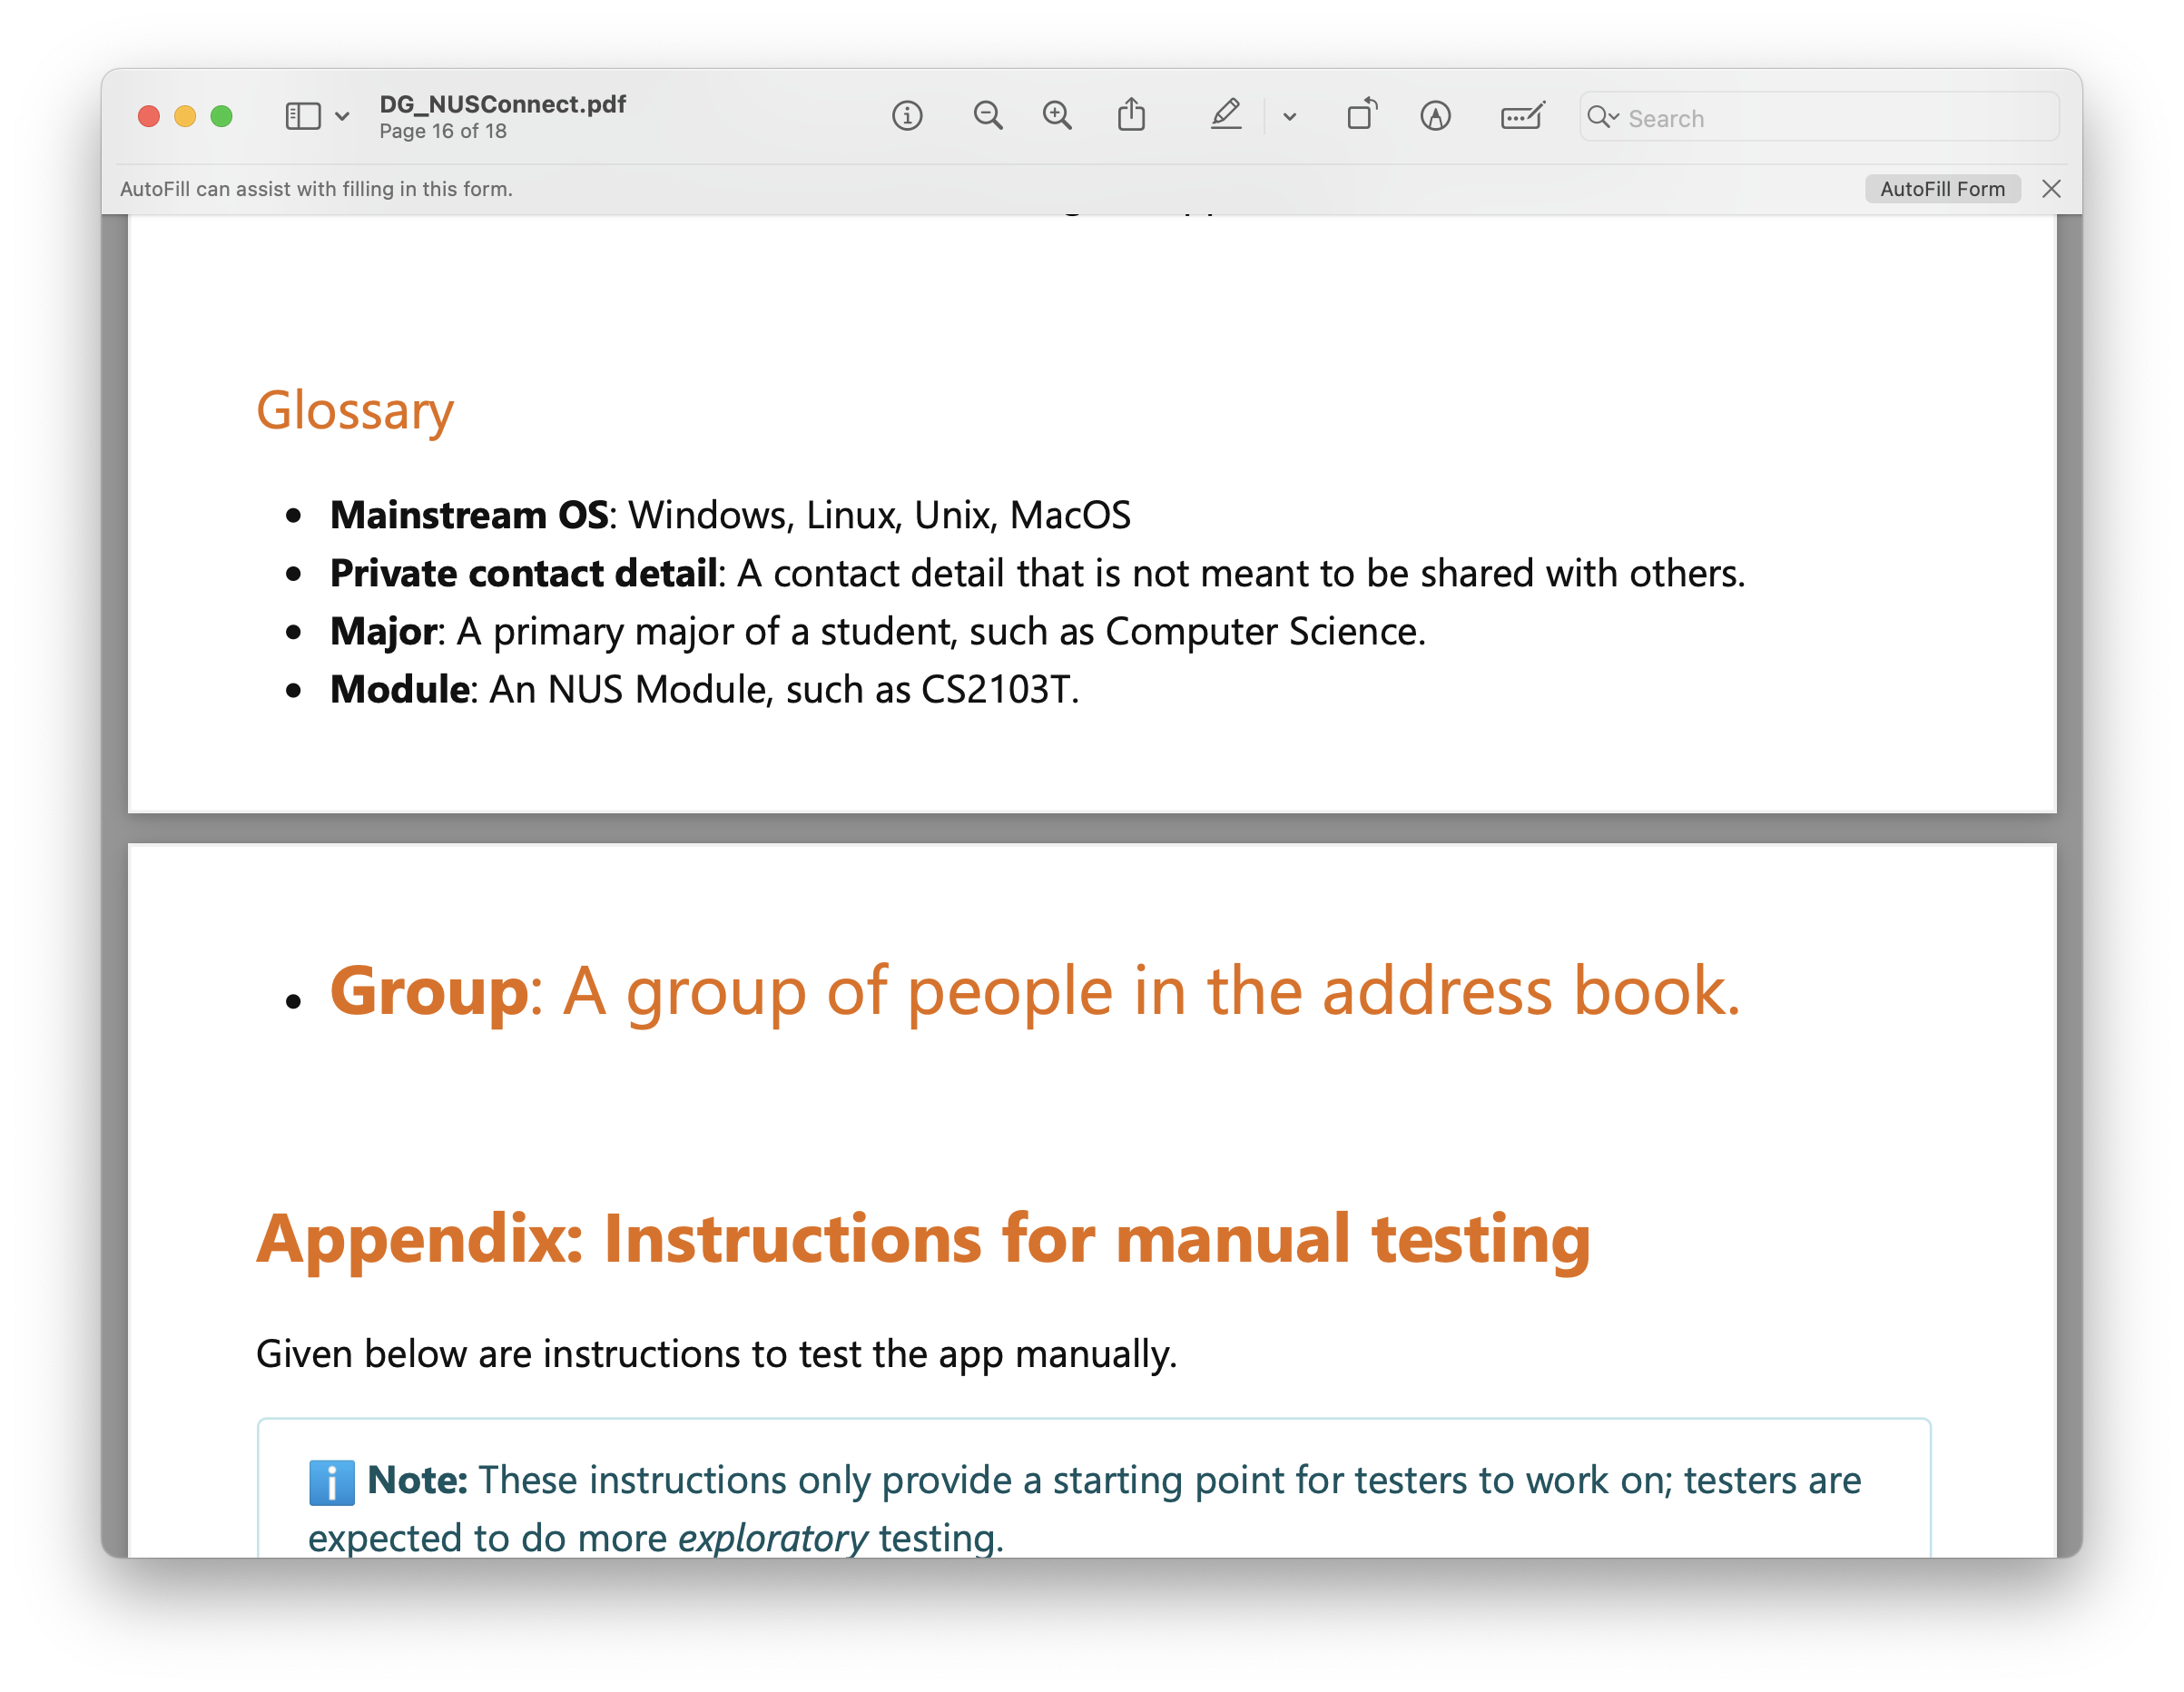 DG_NUSConnect.pdf
Page 16 of 18
Search
AutoFill can assist with filling in this form.
AutoFill Form
Glossary
• Mainstream OS: Windows, Linux, Unix, MacOS
• Private contact detail: A contact detail that is not meant to be shared with others.
• Major: A primary major of a student, such as Computer Science.
• Module: An NUS Module, such as CS2103T.
• Group: A group of people in the address book.
Appendix: Instructions for manual testing
Given below are instructions to test the app manually.
ℹ️ Note: These instructions only provide a starting point for testers to work on; testers are
expected to do more exploratory testing.